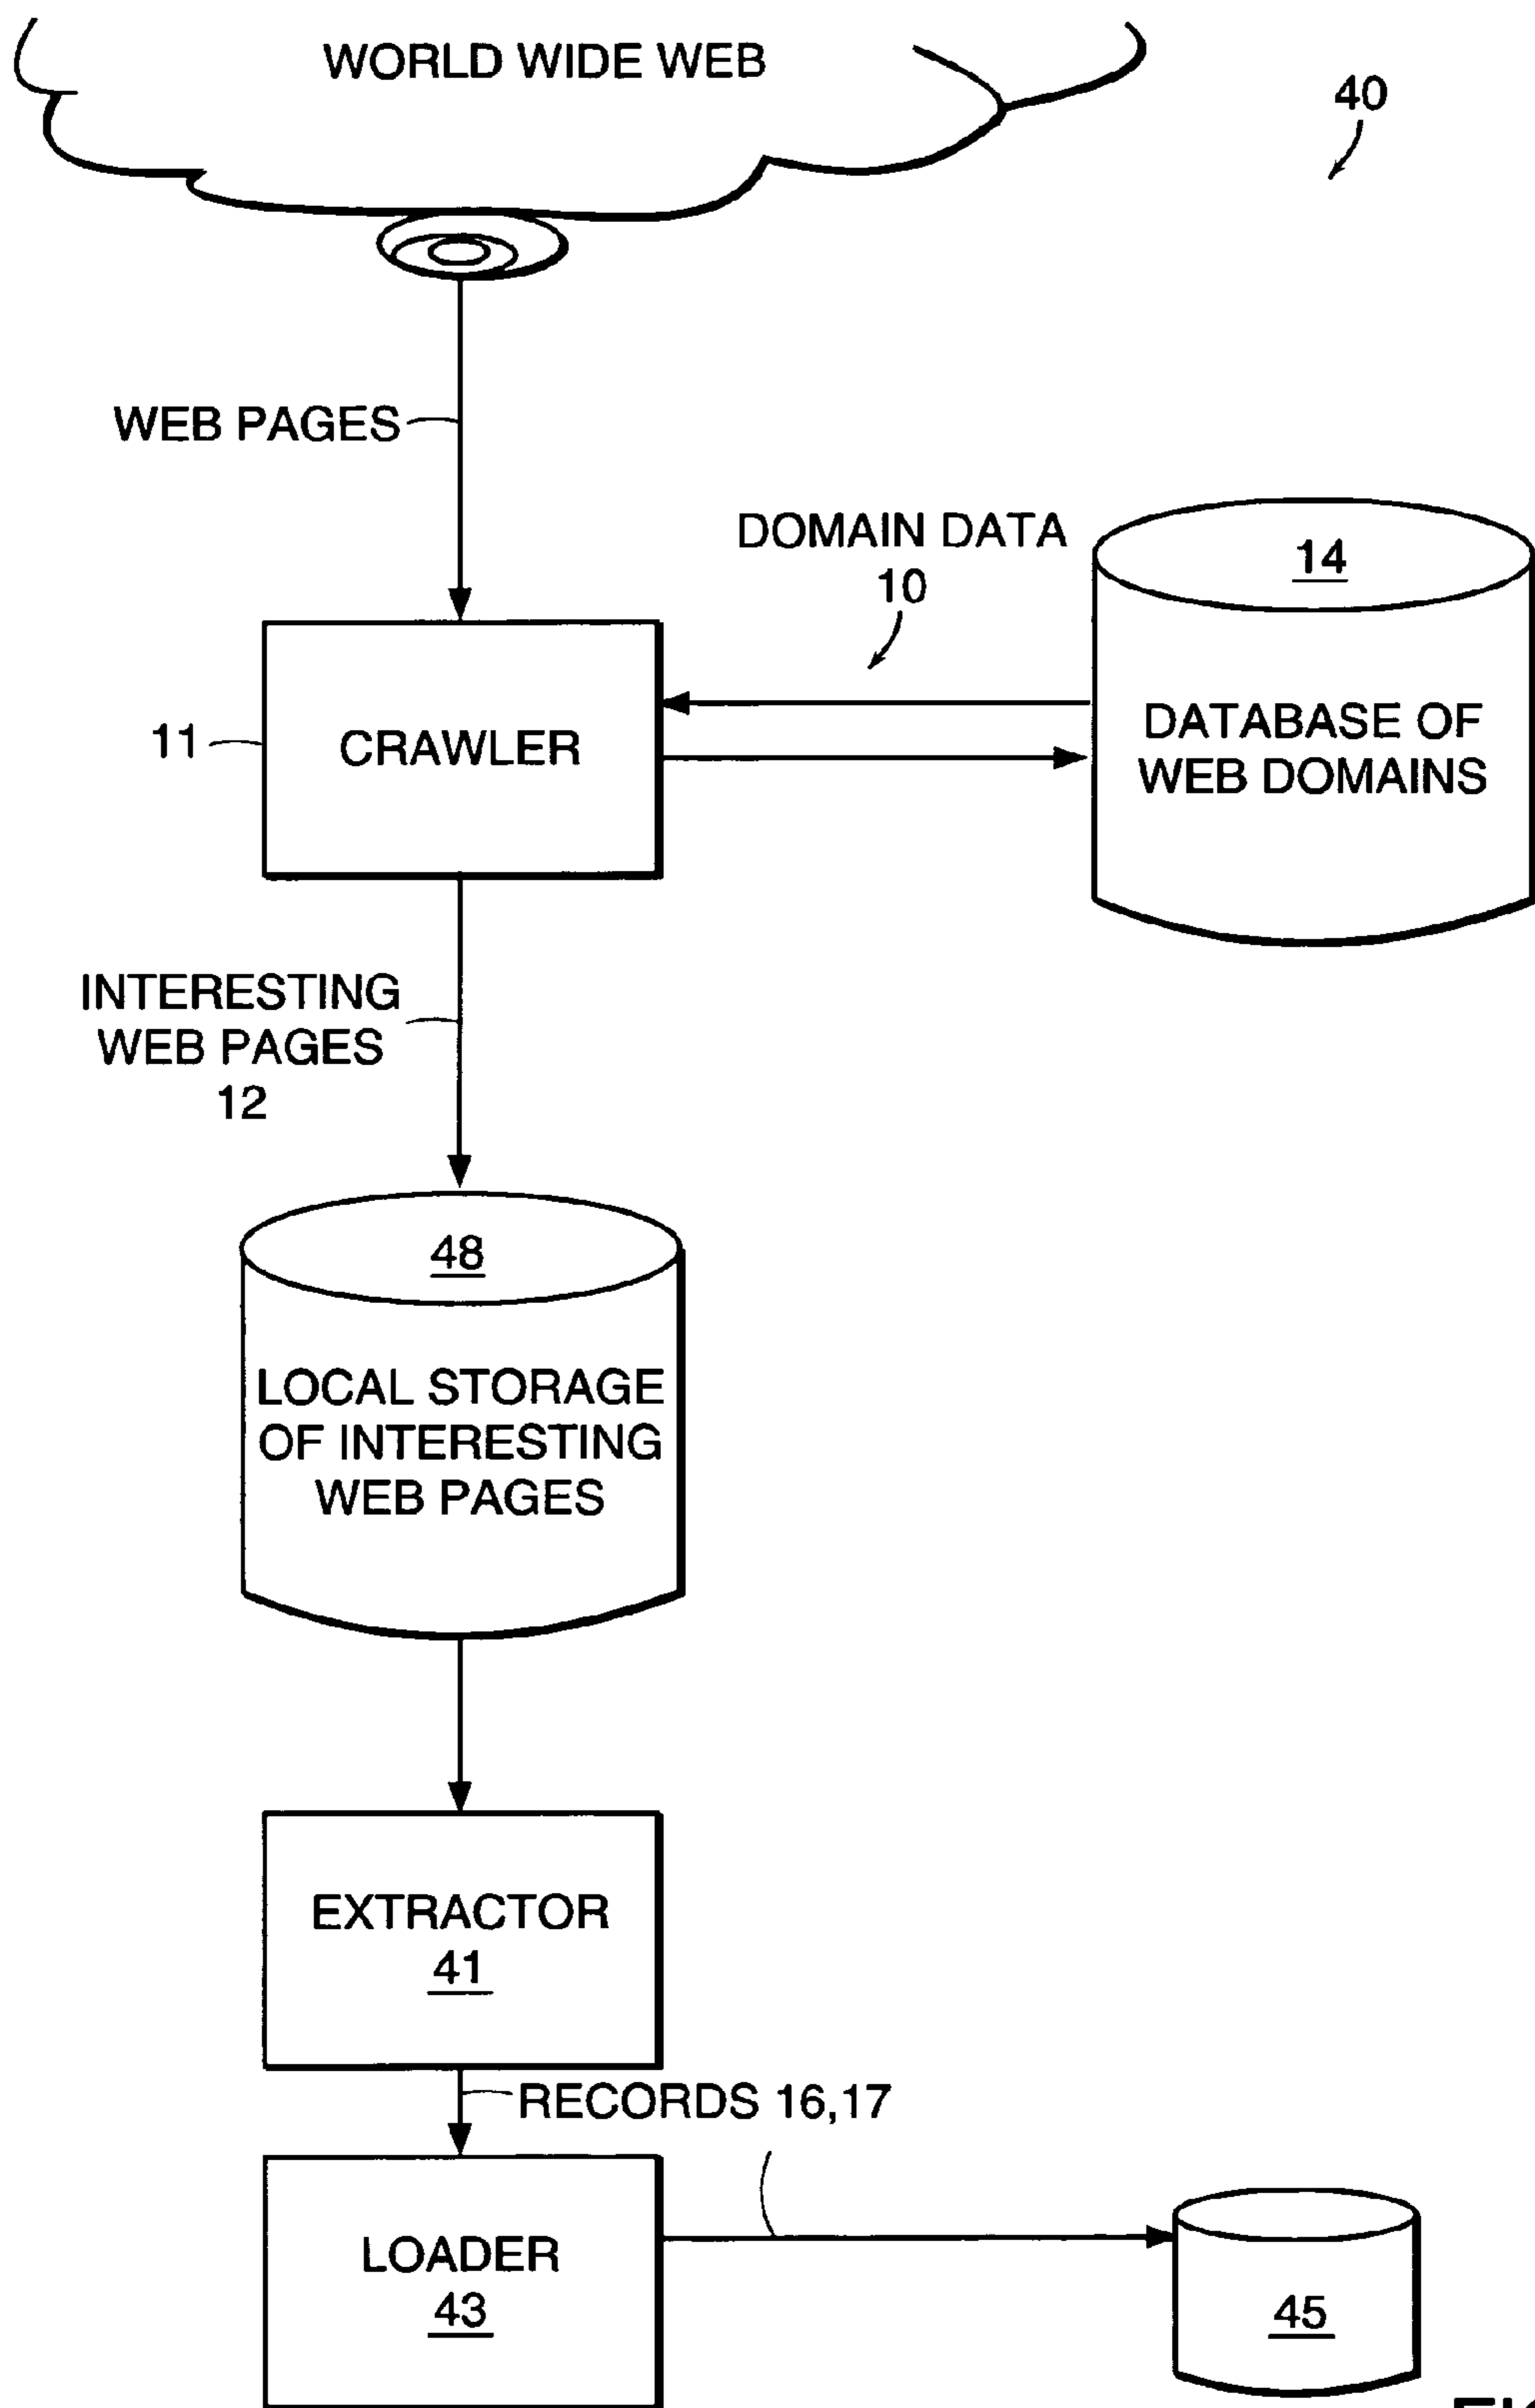 WORLD WIDE WEB
40
WEB PAGES
DOMAIN DATA
10
14
DATABASE OF
WEB DOMAINS
11
CRAWLER
INTERESTING
WEB PAGES
12
48
LOCAL STORAGE
OF INTERESTING
WEB PAGES
EXTRACTOR
41
RECORDS 16,17
LOADER
43
45